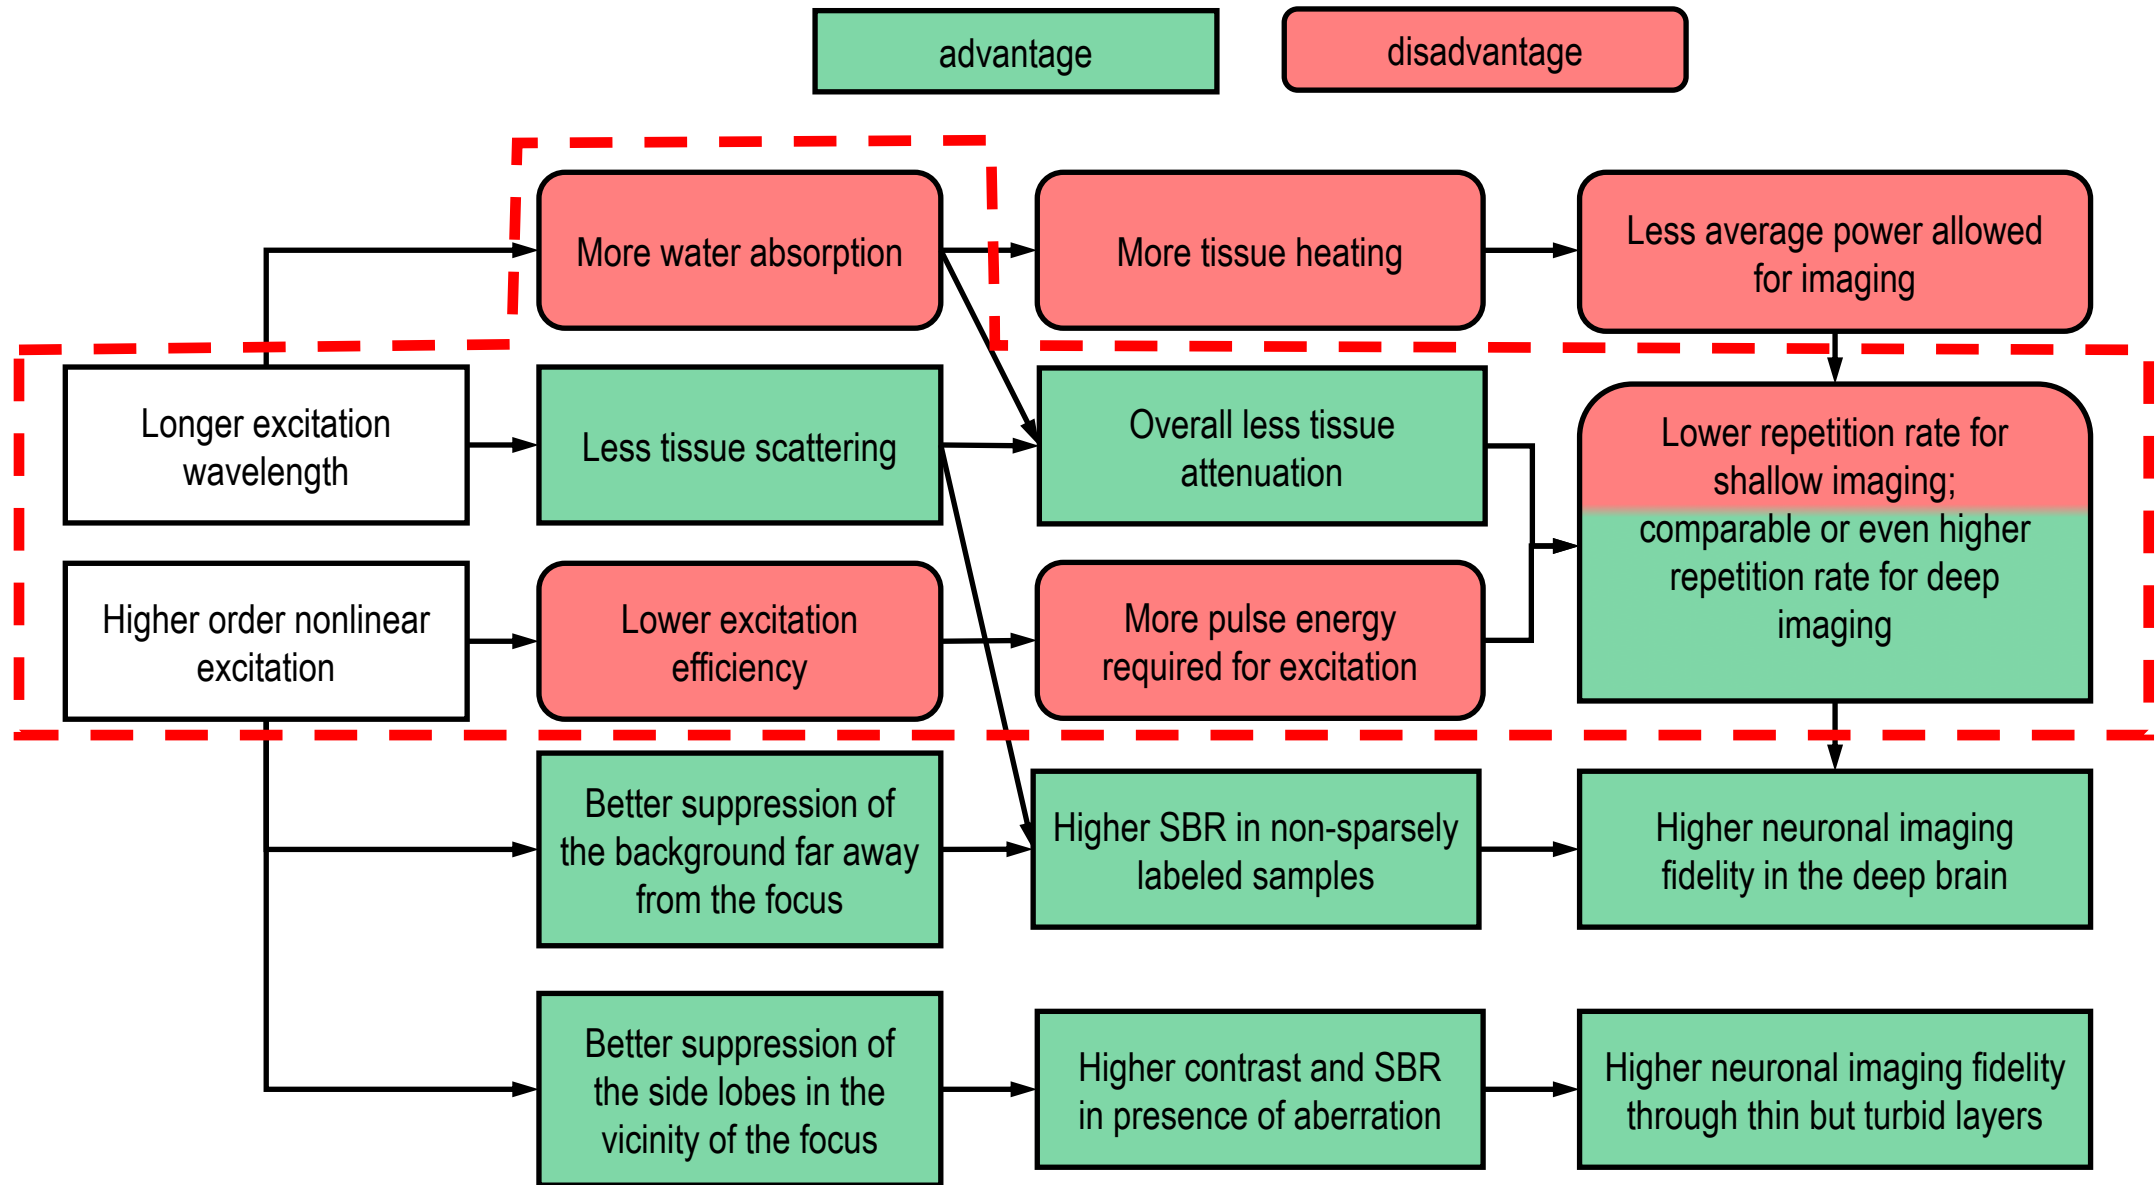 advantage
disadvantage
More water absorption
More tissue heating
Less average power allowed
for imaging
Longer excitation
wavelength
Less tissue scattering
Overall less tissue
attenuation
Lower repetition rate for
shallow imaging;
comparable or even higher
repetition rate for deep
imaging
Higher order nonlinear
excitation
Lower excitation
efficiency
More pulse energy
required for excitation
Better suppression of
the background far away
from the focus
Higher SBR in non-sparsely
labeled samples
Higher neuronal imaging
fidelity in the deep brain
Better suppression of
the side lobes in the
vicinity of the focus
Higher contrast and SBR
in presence of aberration
Higher neuronal imaging fidelity
through thin but turbid layers